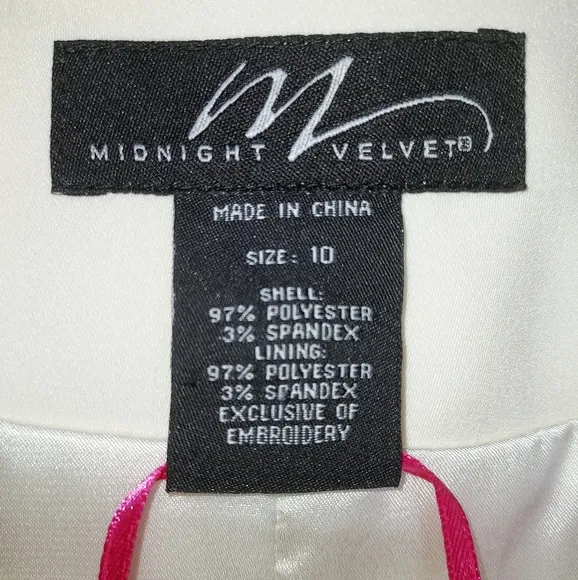 M
MIDNIGHT VELVET®
MADE IN CHINA
SIZE: 10
SHELL:
97% POLYESTER
3% SPANDEX
LINING:
97% POLYESTER
3% SPANDEX
EXCLUSIVE OF
EMBROIDERY